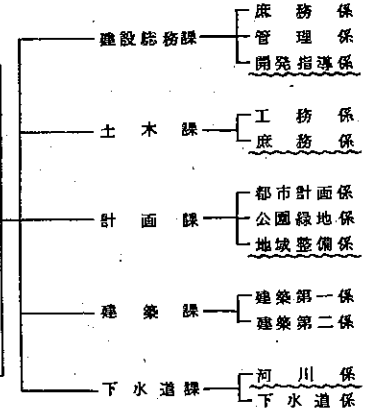 庶務係
建設総務課
管理係
開発指導係
工務係
土木課
庶務係
都市計画係
計画課
公園緑地係
地域整備係
建築第一係
建築課
建築第二係
河川係
下水道課
下水道係